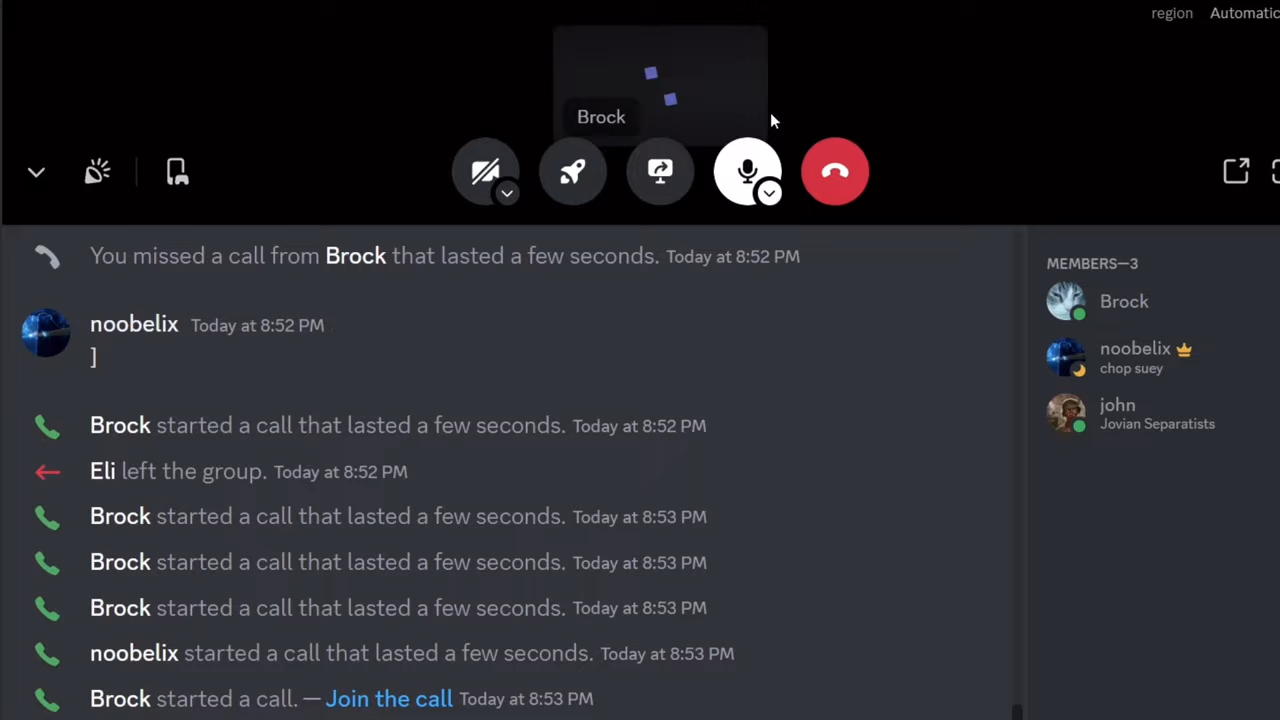 region Automatic
Brock
You missed a call from Brock that lasted a few seconds. Today at 8:52 PM
noobelix Today at 8:52 PM
]
Brock started a call that lasted a few seconds. Today at 8:52 PM
Eli left the group. Today at 8:52 PM
Brock started a call that lasted a few seconds. Today at 8:53 PM
Brock started a call that lasted a few seconds. Today at 8:53 PM
Brock started a call that lasted a few seconds. Today at 8:53 PM
noobelix started a call that lasted a few seconds. Today at 8:53 PM
Brock started a call. — Join the call Today at 8:53 PM
MEMBERS—3
Brock
noobelix
chop suey
john
Jovian Separatists